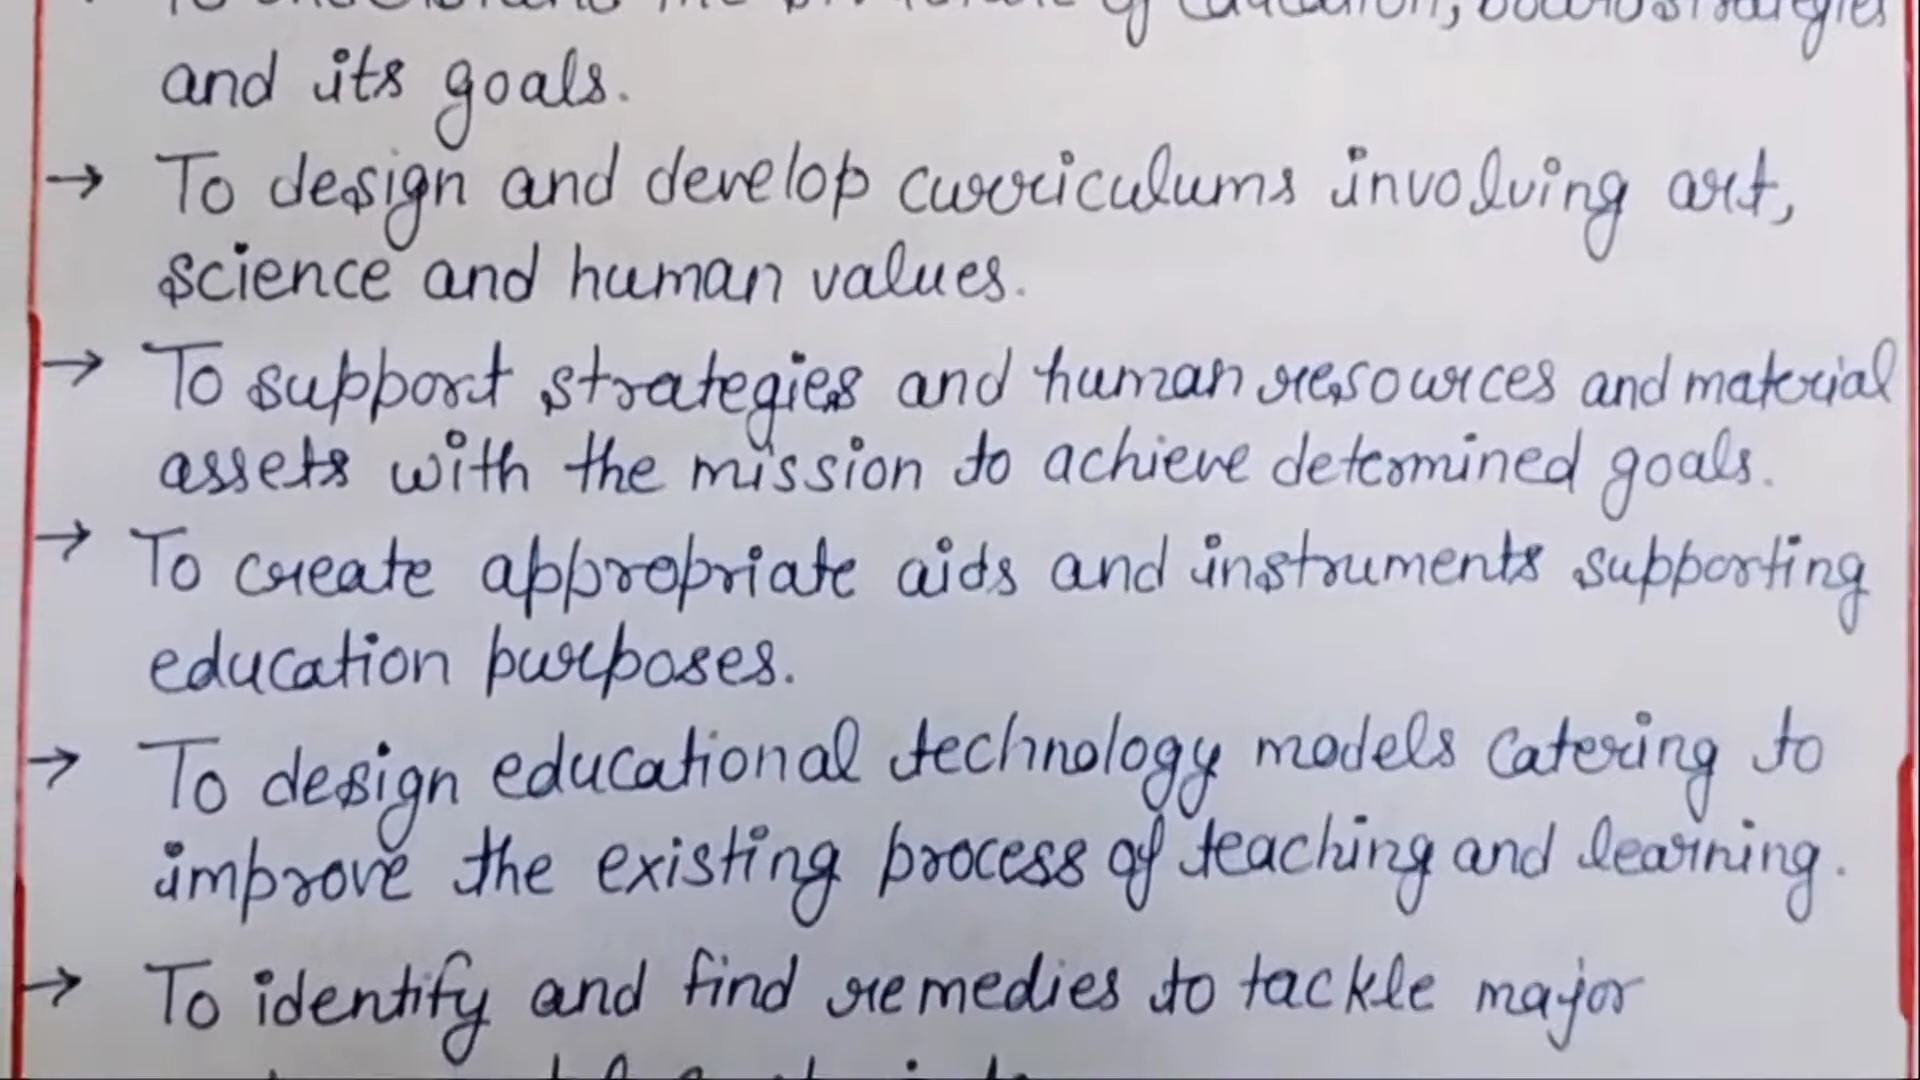 of education,
and its goals.
→ To design and develop curriculums involving art,
science and human values.
→ To support strategies and human resources and material
assets with the mission to achieve determined goals.
→ To create appropriate aids and instruments supporting
education purposes.
→ To design educational technology models catering to
improve the existing process of teaching and learning.
→ To identify and find remedies to tackle major